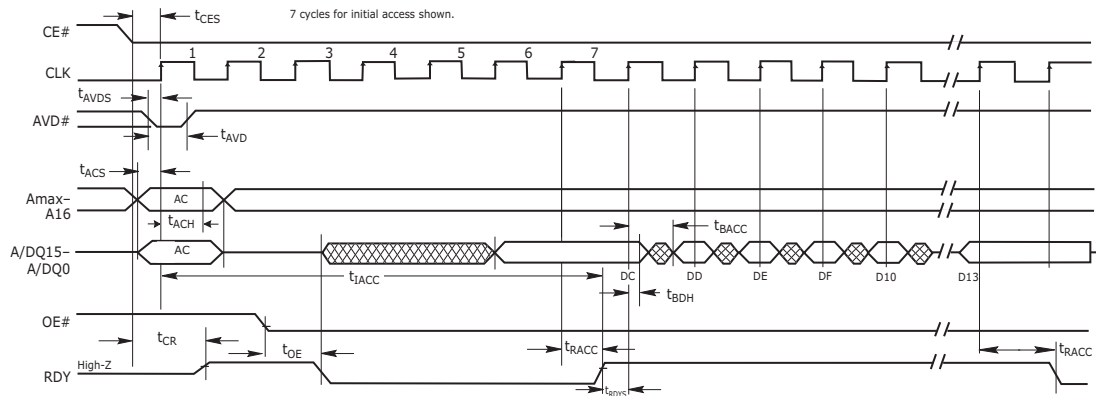 7 cycles for initial access shown.
tCES
CE#
1 2 3 4 5 6 7
CLK
tAVDS
AVD#
tAVD
tACS
Amax–
A16
AC
tACH
tBACC
A/DQ15–
A/DQ0
AC
tIACC
DC DD DE DF D10 D13
tBDH
OE#
tCR
tOE
tRACC
tRACC
High-Z
RDY
tRDYS